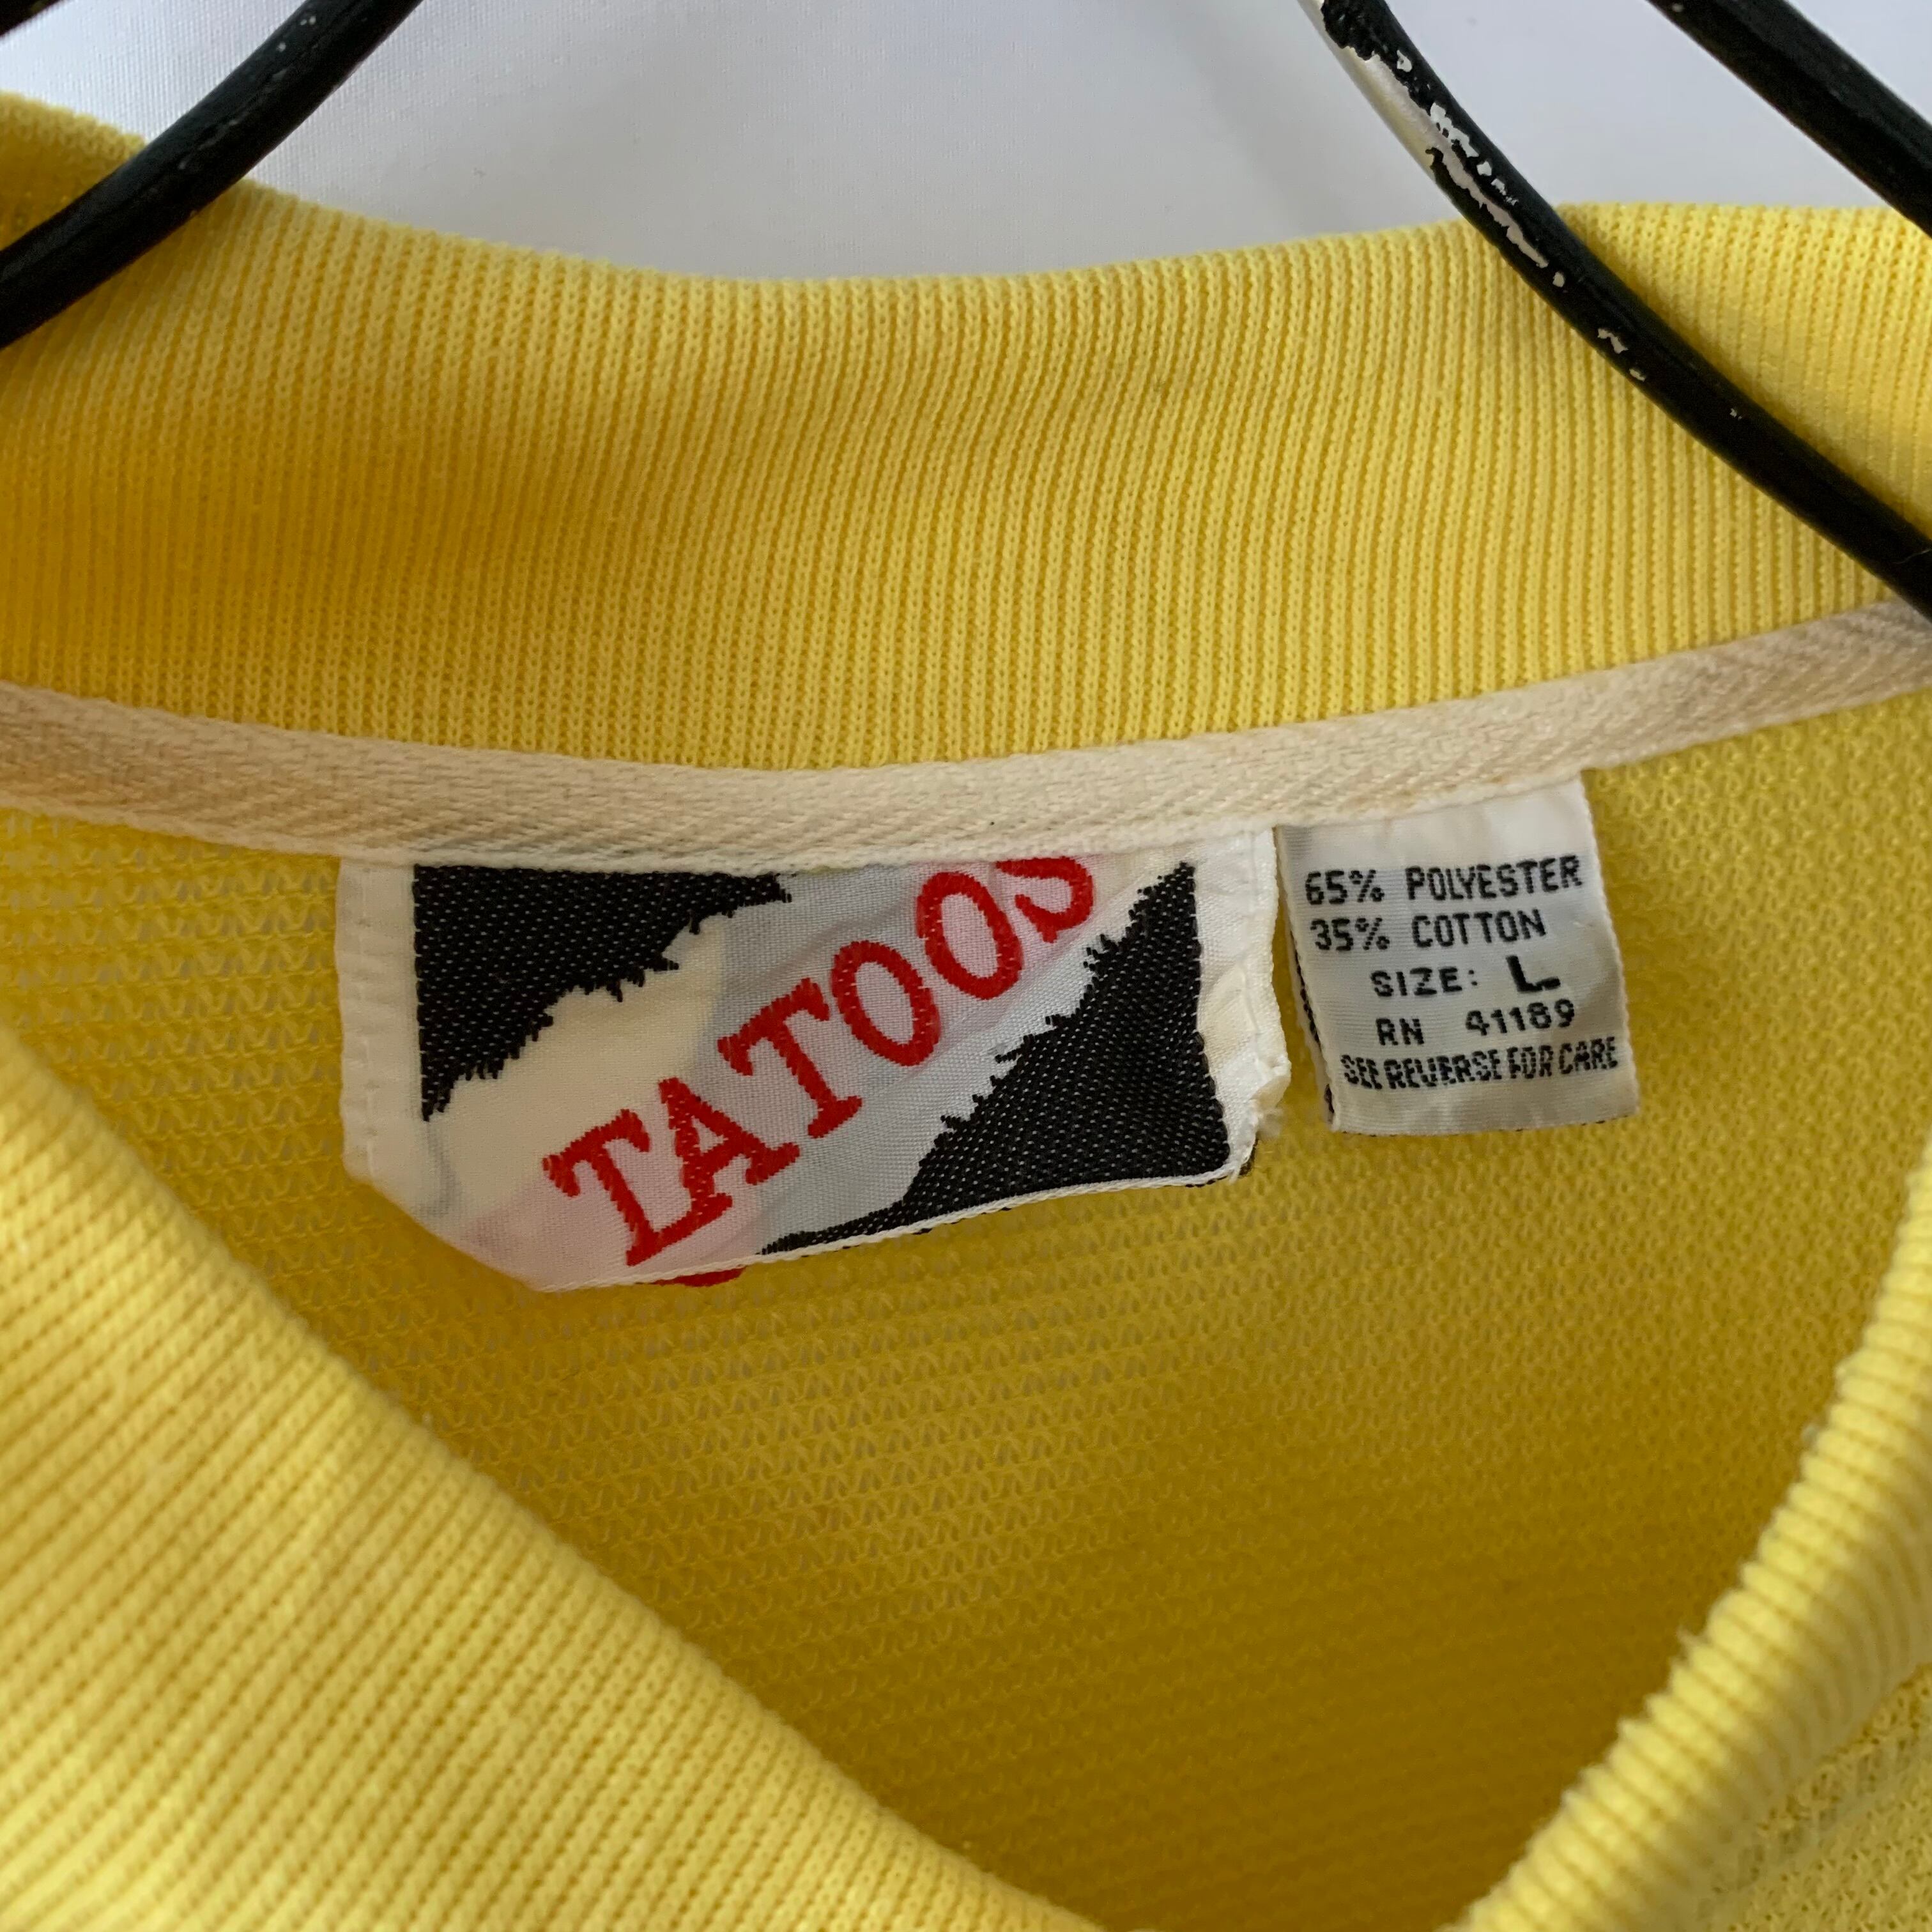 TATOOS
65% POLYESTER
35% COTTON
SIZE: L
RN 41189
SEE REVERSE FOR CARE